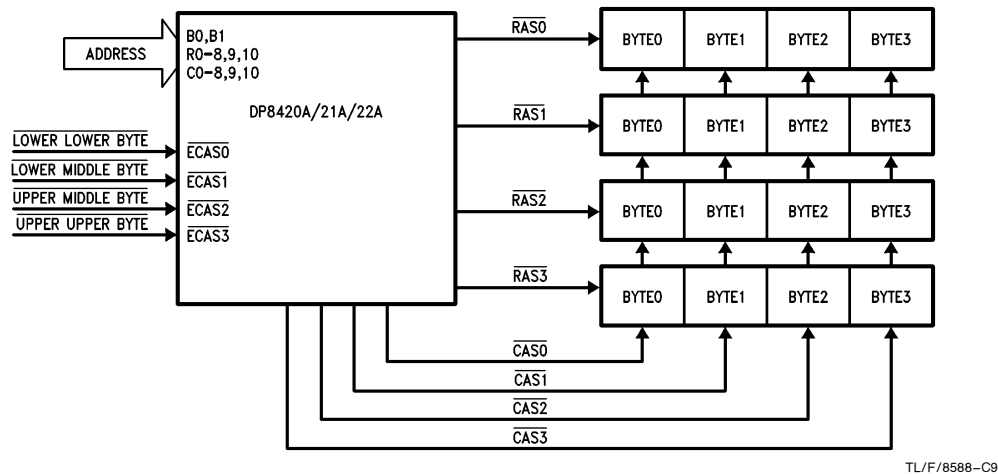 ADDRESS
B0,B1
R0-8,9,10
C0-8,9,10
DP8420A/21A/22A
LOWER LOWER BYTE
LOWER MIDDLE BYTE
UPPER MIDDLE BYTE
UPPER UPPER BYTE
ECAS0
ECAS1
ECAS2
ECAS3
RAS0
BYTE0 BYTE1 BYTE2 BYTE3
RAS1
BYTE0 BYTE1 BYTE2 BYTE3
RAS2
BYTE0 BYTE1 BYTE2 BYTE3
RAS3
BYTE0 BYTE1 BYTE2 BYTE3
CAS0
CAS1
CAS2
CAS3
TL/F/8588-C9